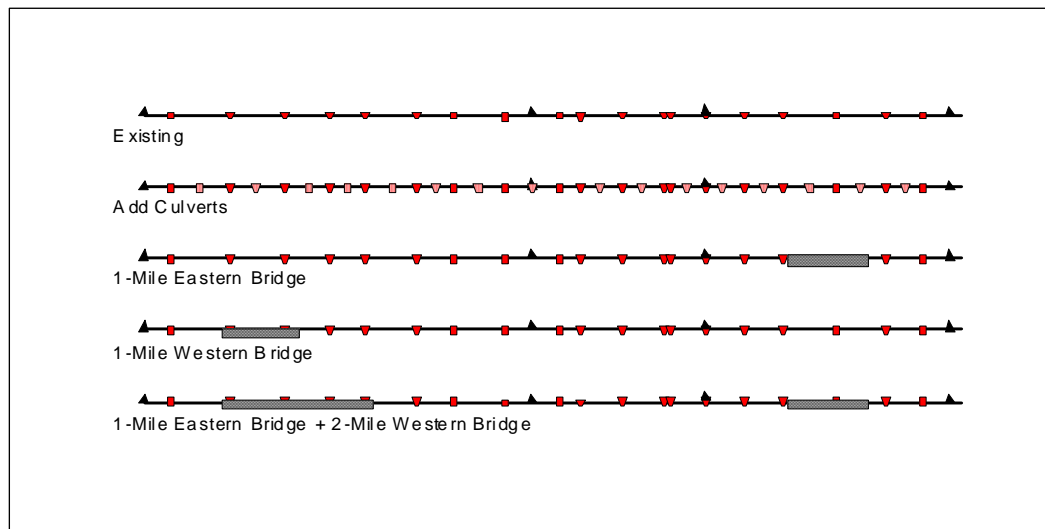 Existing
Add Culverts
1-Mile Eastern Bridge
1-Mile Western Bridge
1-Mile Eastern Bridge + 2-Mile Western Bridge